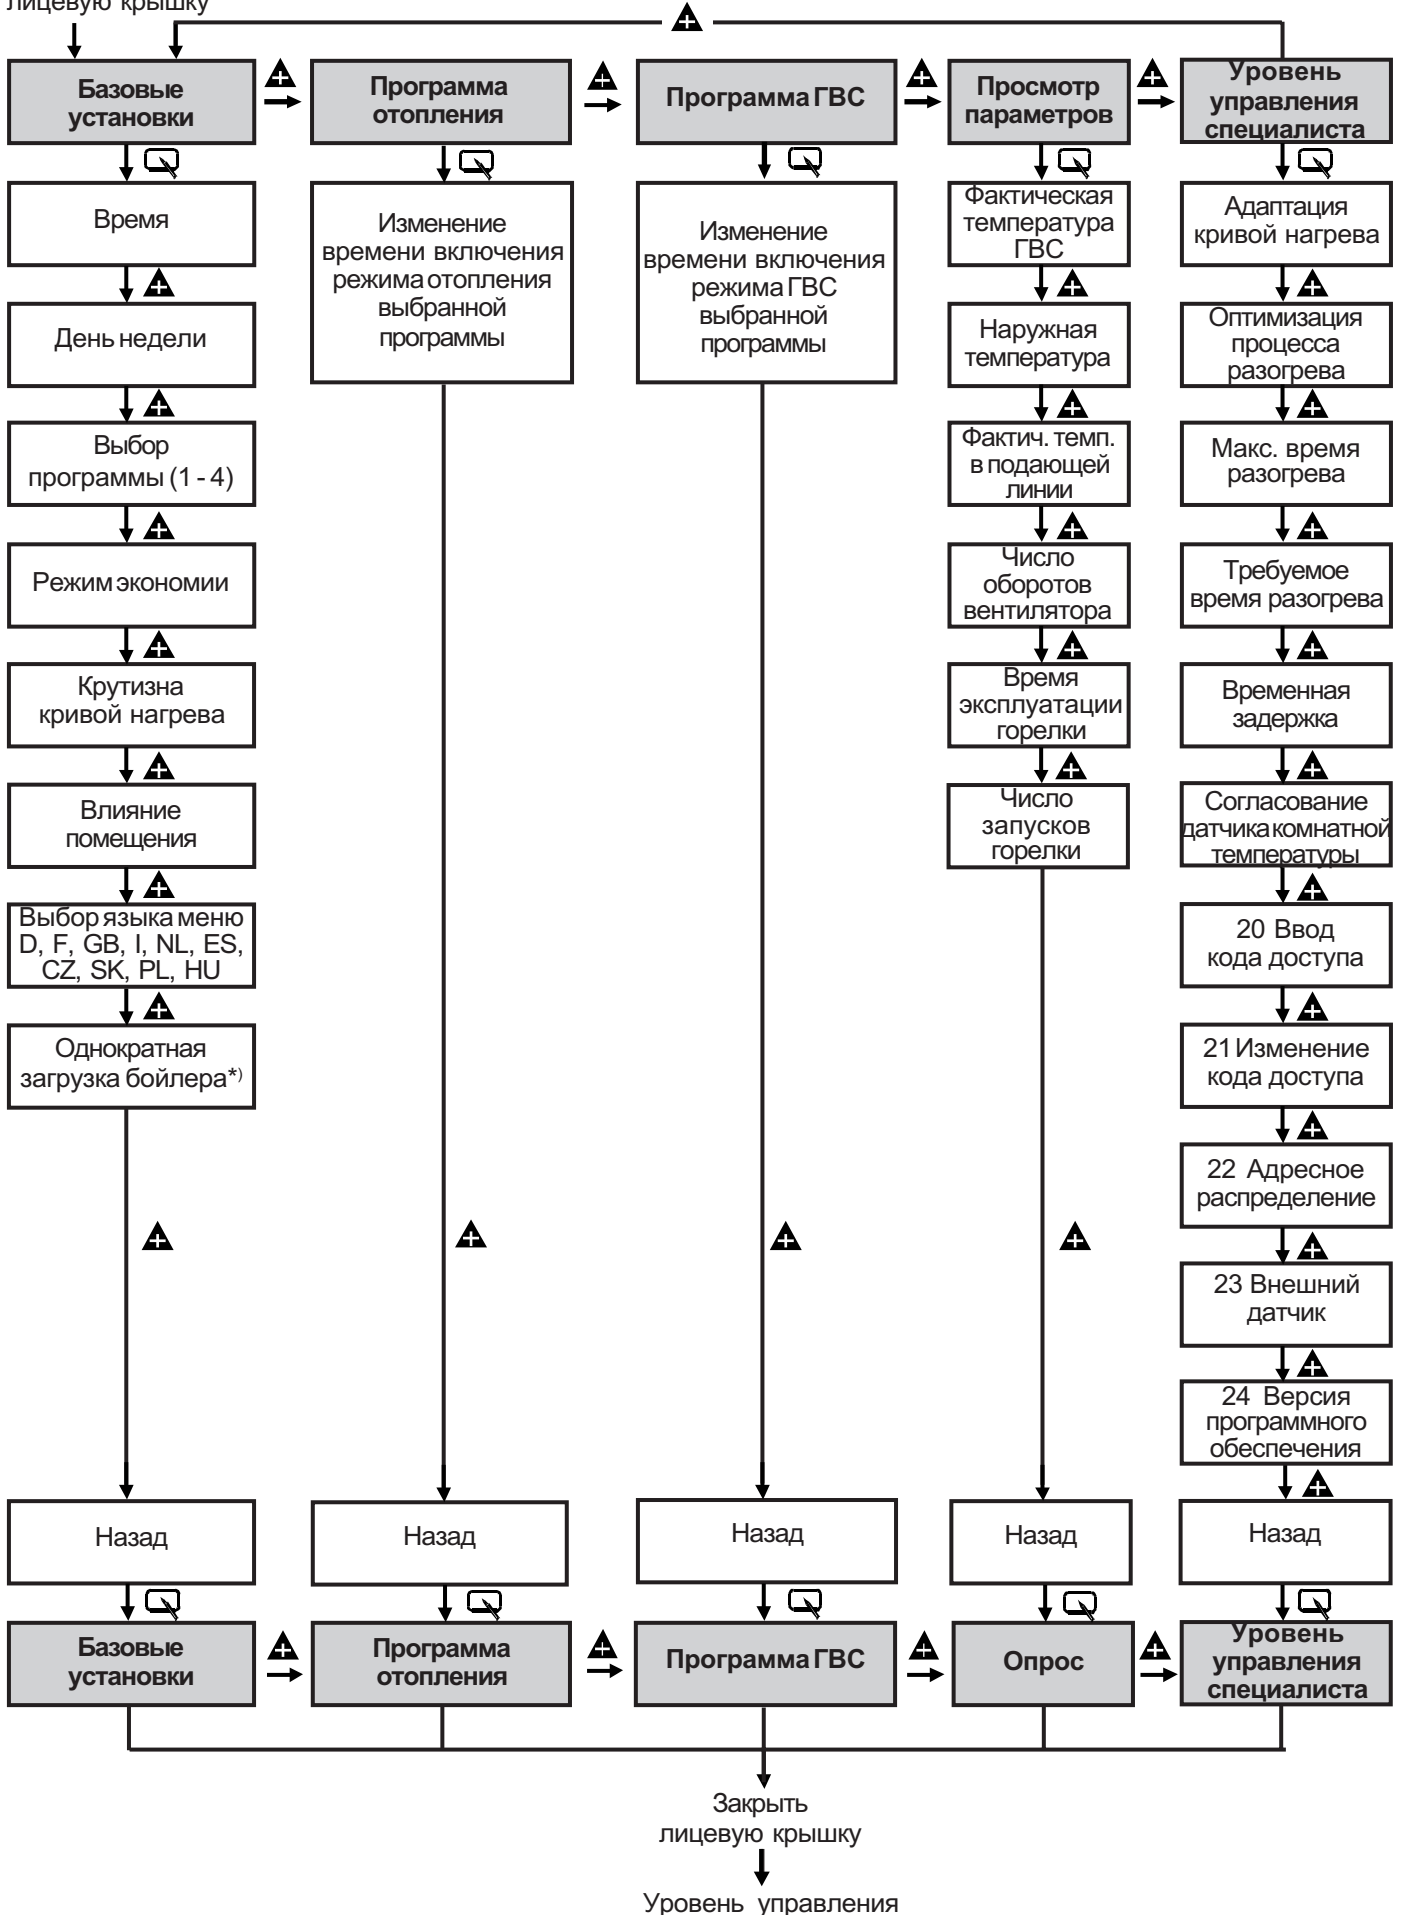 лицевую крышку
Базовые
установки
Программа
отопления
Программа ГВС
Просмотр
параметров
Уровень
управления
специалиста
Время
День недели
Выбор
программы (1 - 4)
Режим экономии
Крутизна
кривой нагрева
Влияние
помещения
Выбор языка меню
D, F, GB, I, NL, ES,
CZ, SK, PL, HU
Однократная
загрузка бойлера*)
Изменение
времени включения
режима отопления
выбранной
программы
Изменение
времени включения
режима ГВС
выбранной
программы
Фактическая
температура
ГВС
Наружная
температура
Фактич. темп.
в подающей
линии
Число
оборотов
вентилятора
Время
эксплуатации
горелки
Число
запусков
горелки
Адаптация
кривой нагрева
Оптимизация
процесса
разогрева
Макс. время
разогрева
Требуемое
время разогрева
Временная
задержка
Согласование
датчика комнатной
температуры
20 Ввод
кода доступа
21 Изменение
кода доступа
22 Адресное
распределение
23 Внешний
датчик
24 Версия
программного
обеспечения
Назад
Назад
Назад
Назад
Назад
Базовые
установки
Программа
отопления
Программа ГВС
Опрос
Уровень
управления
специалиста
Закрыть
лицевую крышку
Уровень управления